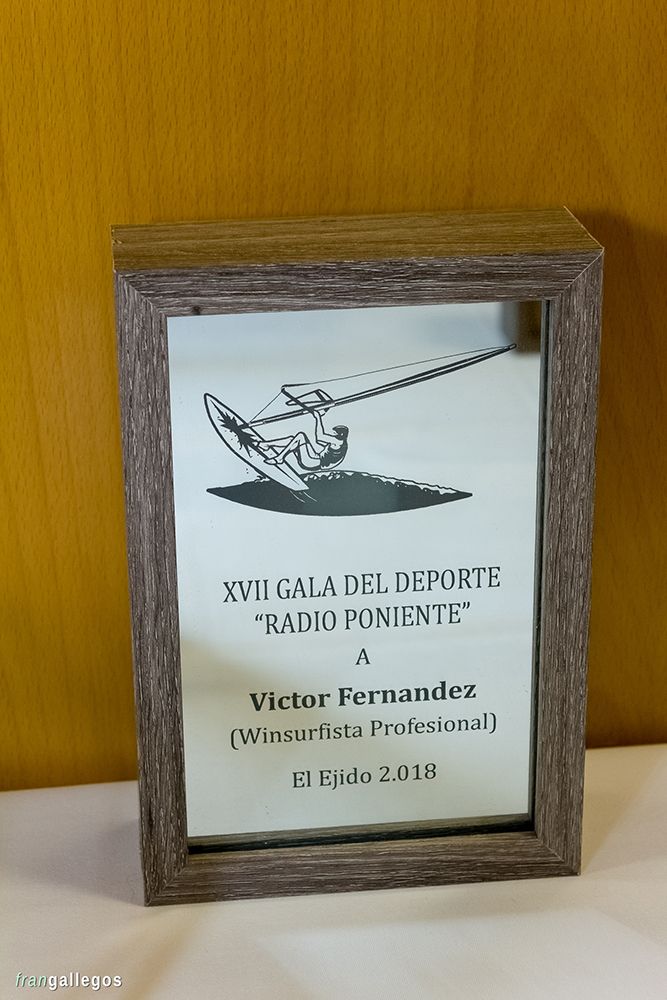 XVII GALA DEL DEPORTE
“RADIO PONIENTE”
A
Victor Fernandez
(Winsurfista Profesional)
El Ejido 2.018
frangallegos